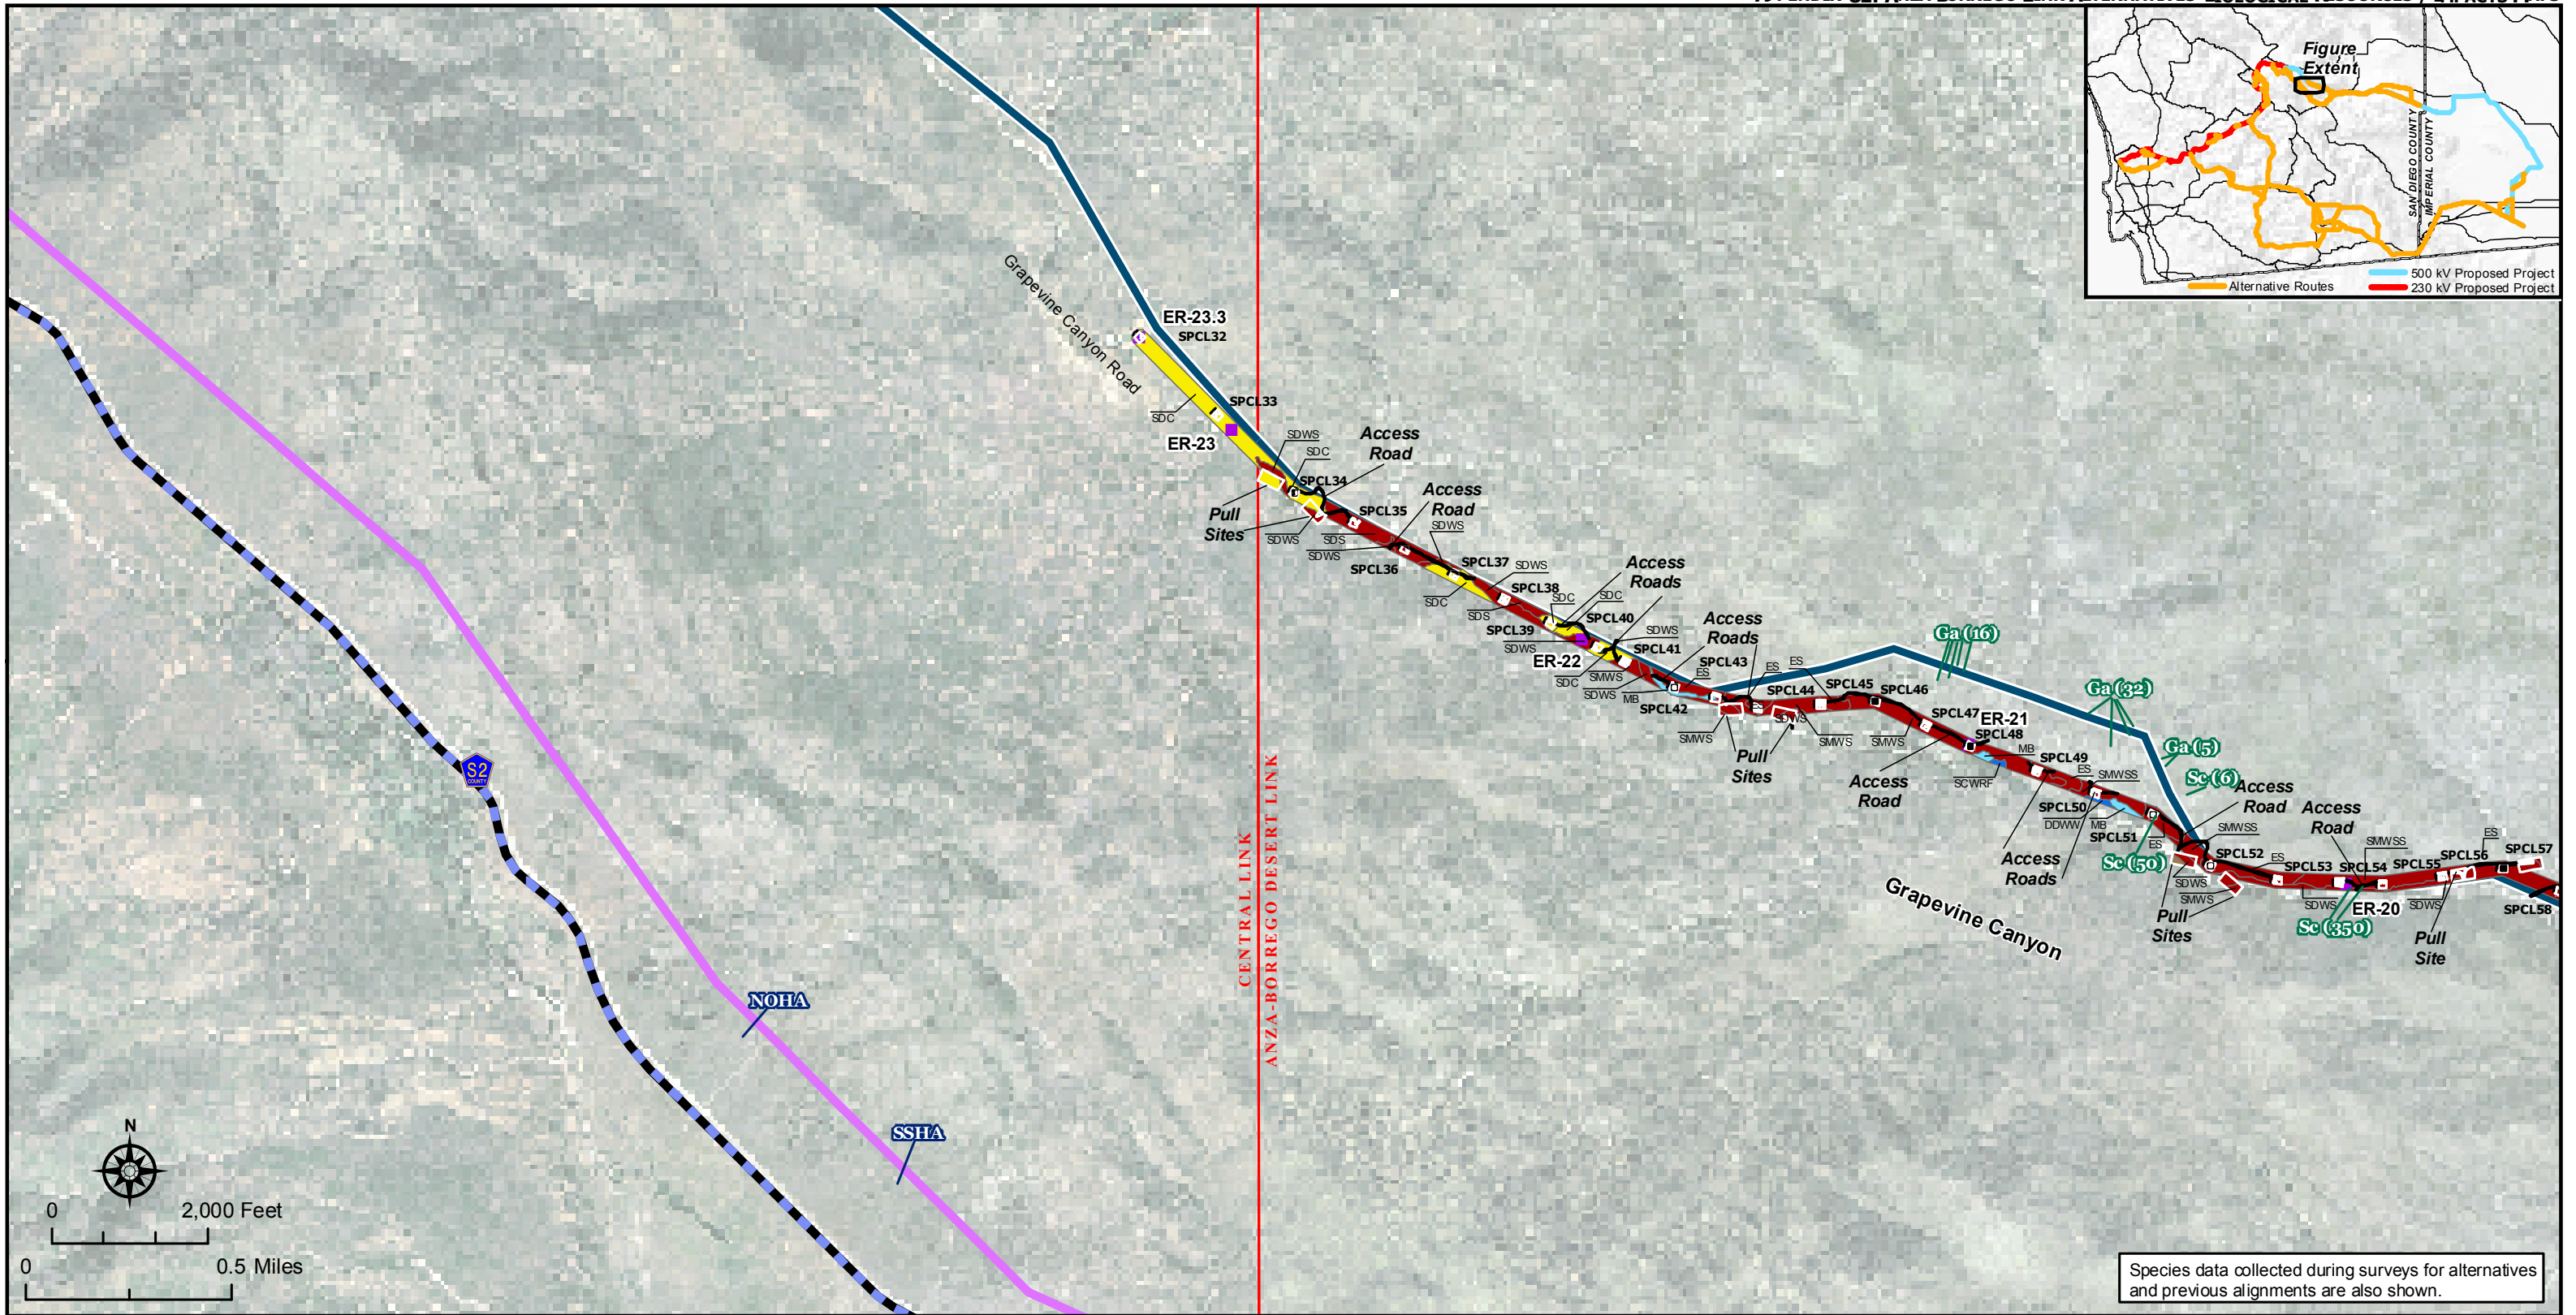 Figure
Extent
SAN DIEGO COUNTY
IMPERIAL COUNTY
500 kV Proposed Project
Alternative Routes
230 kV Proposed Project
Grapevine Canyon Road
ER-23.3
SPCL32
SPCL33
SDC
ER-23
SDWS
SDC
Access
Road
SPCL34
Pull
Sites
SDWS
SPCL35
SDS
SDWS
Access
Road
SDWS
SPCL36
SPCL37
SDC
SDWS
SPCL38
SDS
SDC
SDC
Access
Roads
SPCL39
SDWS
SPCL40
ER-22
SDWS
SPCL41
SDC
SMWS
SDWS
MB
Access
Roads
SPCL43
ES
SPCL42
ES
ES
SPCL44
ES
SDWS
SMWS
Pull
Sites
SPCL45
SMWS
SPCL46
SMWS
SPCL47
Access
Road
ER-21
SPCL48
MB
SCWRF
SPCL49
ES
SMWSS
SPCL50
DDWW
MB
Access
Roads
SPCL51
ES
ES
Ga (16)
Ga (32)
Ga (5)
Sc (6)
Sc (50)
Access
Road
SMWSS
SPCL52
ES
SDWS
SMWS
Pull
Sites
SPCL53
SDWS
Access
Road
SPCL54
SMWSS
Sc (350)
ER-20
SPCL55
SDWS
SPCL56
ES
SPCL57
Pull
Site
SPCL58
Grapevine Canyon
CENTRAL LINK
ANZA-BORREGO DESERT LINK
S2
COUNTY
NOHA
SSHA
N
0 2,000 Feet
0 0.5 Miles
Species data collected during surveys for alternatives
and previous alignments are also shown.